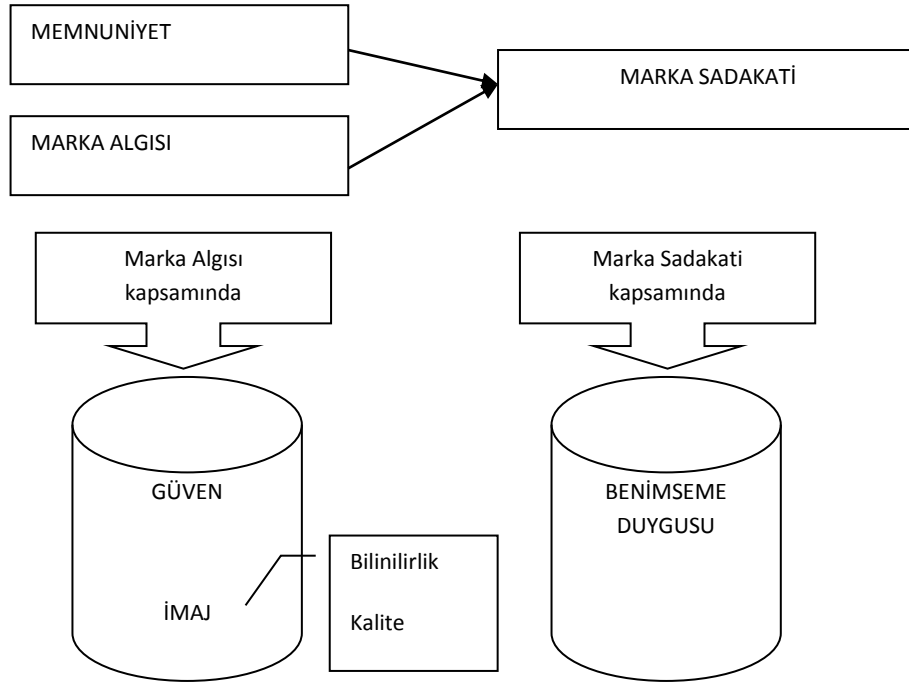 MEMNUNİYET
MARKA SADAKATİ
MARKA ALGISI
Marka Algısı
kapsamında
Marka Sadakati
kapsamında
GÜVEN
BENİMSEME
DUYGUSU
Bilinilirlik
İMAJ
Kalite